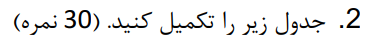 2. جدول زیر را تکمیل کنید. (30 نمره)